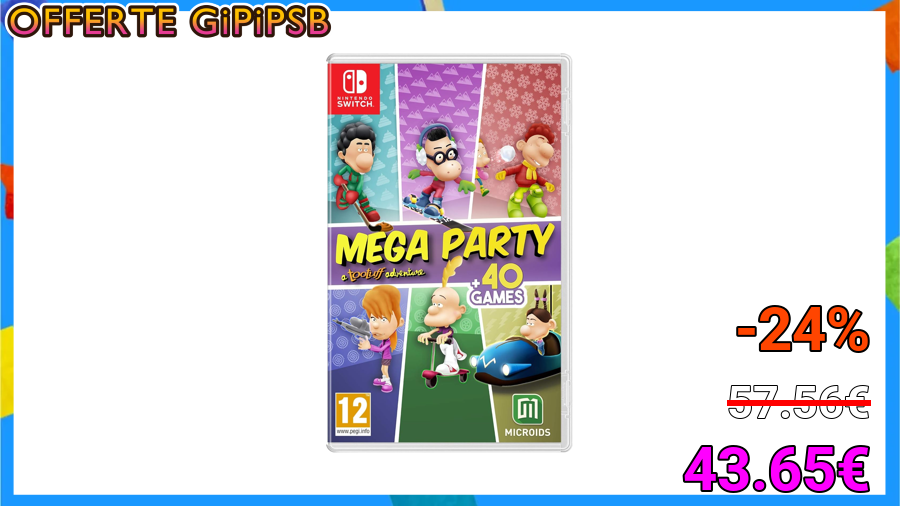 OFFERTE GiPiPSB
NINTENDO
SWITCH.
MEGA PARTY
a tootuff adventure
+40
GAMES
12
www.pegi.info
MICROIDS
-24%
57.56€
43.65€